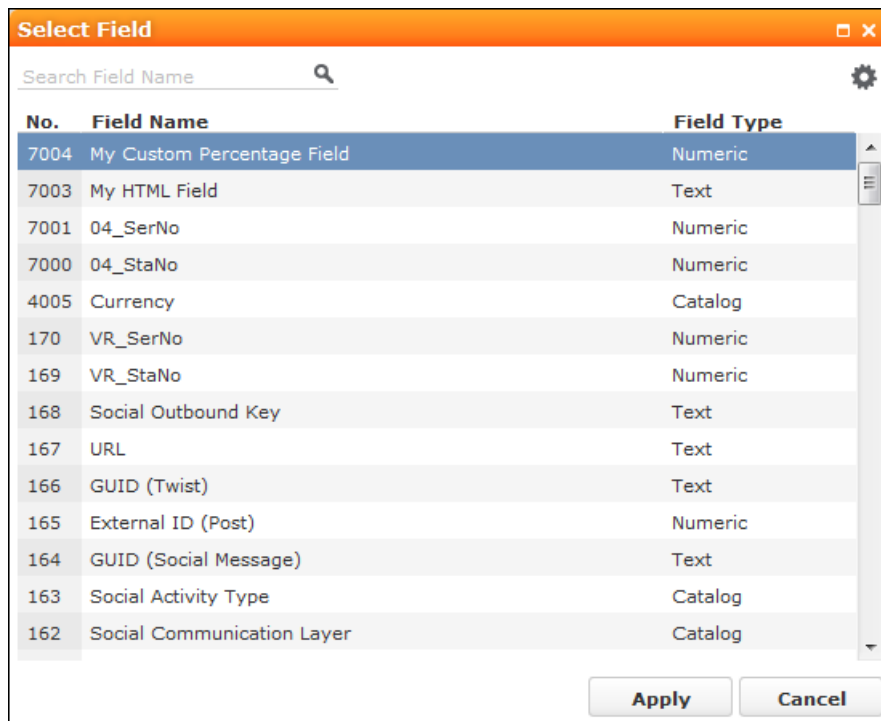 Select Field
Search Field Name
No. Field Name Field Type
7004 My Custom Percentage Field Numeric
7003 My HTML Field Text
7001 04_SerNo Numeric
7000 04_StaNo Numeric
4005 Currency Catalog
170 VR_SerNo Numeric
169 VR_StaNo Numeric
168 Social Outbound Key Text
167 URL Text
166 GUID (Twist) Text
165 External ID (Post) Numeric
164 GUID (Social Message) Text
163 Social Activity Type Catalog
162 Social Communication Layer Catalog
Apply Cancel